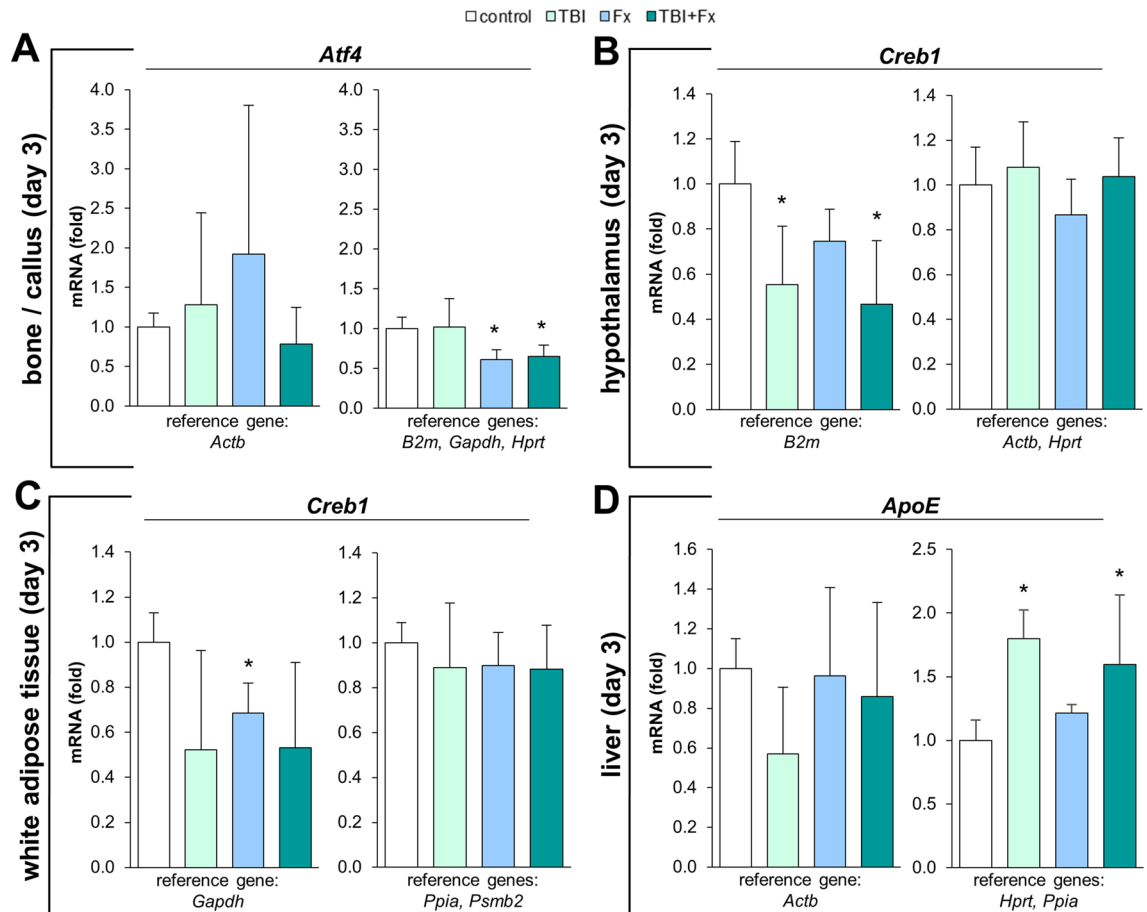 control TBI Fx TBI+Fx
A
Atf4
bone / callus (day 3)
mRNA (fold)
4.0
3.5
3.0
2.5
2.0
1.5
1.0
0.5
0.0
reference gene:
Actb
4.0
3.5
3.0
2.5
2.0
1.5
1.0
0.5
0.0
* *
reference genes:
B2m, Gapdh, Hprt
B
Creb1
hypothalamus (day 3)
mRNA (fold)
1.4
1.2
1.0
0.8
0.6
0.4
0.2
0.0
* *
reference gene:
B2m
1.4
1.2
1.0
0.8
0.6
0.4
0.2
0.0
reference genes:
Actb, Hprt
C
Creb1
white adipose tissue (day 3)
mRNA (fold)
1.4
1.2
1.0
0.8
0.6
0.4
0.2
0.0
*
reference gene:
Gapdh
1.4
1.2
1.0
0.8
0.6
0.4
0.2
0.0
reference genes:
Ppia, Psmb2
D
ApoE
liver (day 3)
mRNA (fold)
1.6
1.4
1.2
1.0
0.8
0.6
0.4
0.2
0.0
reference gene:
Actb
2.5
2.0
1.5
1.0
0.5
0.0
* *
reference genes:
Hprt, Ppia